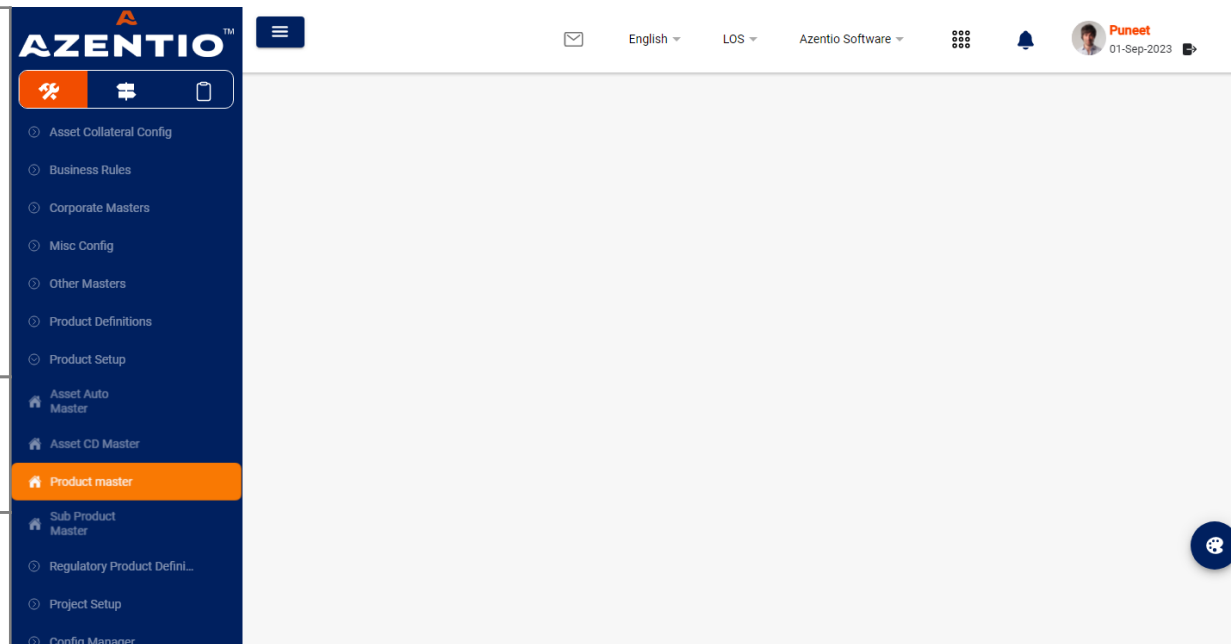 AZENTIO™
English
LOS
Azentio Software
Puneet
01-Sep-2023
Asset Collateral Config
Business Rules
Corporate Masters
Misc Config
Other Masters
Product Definitions
Product Setup
Asset Auto
Master
Asset CD Master
Product master
Sub Product
Master
Regulatory Product Defini...
Project Setup
Config Manager